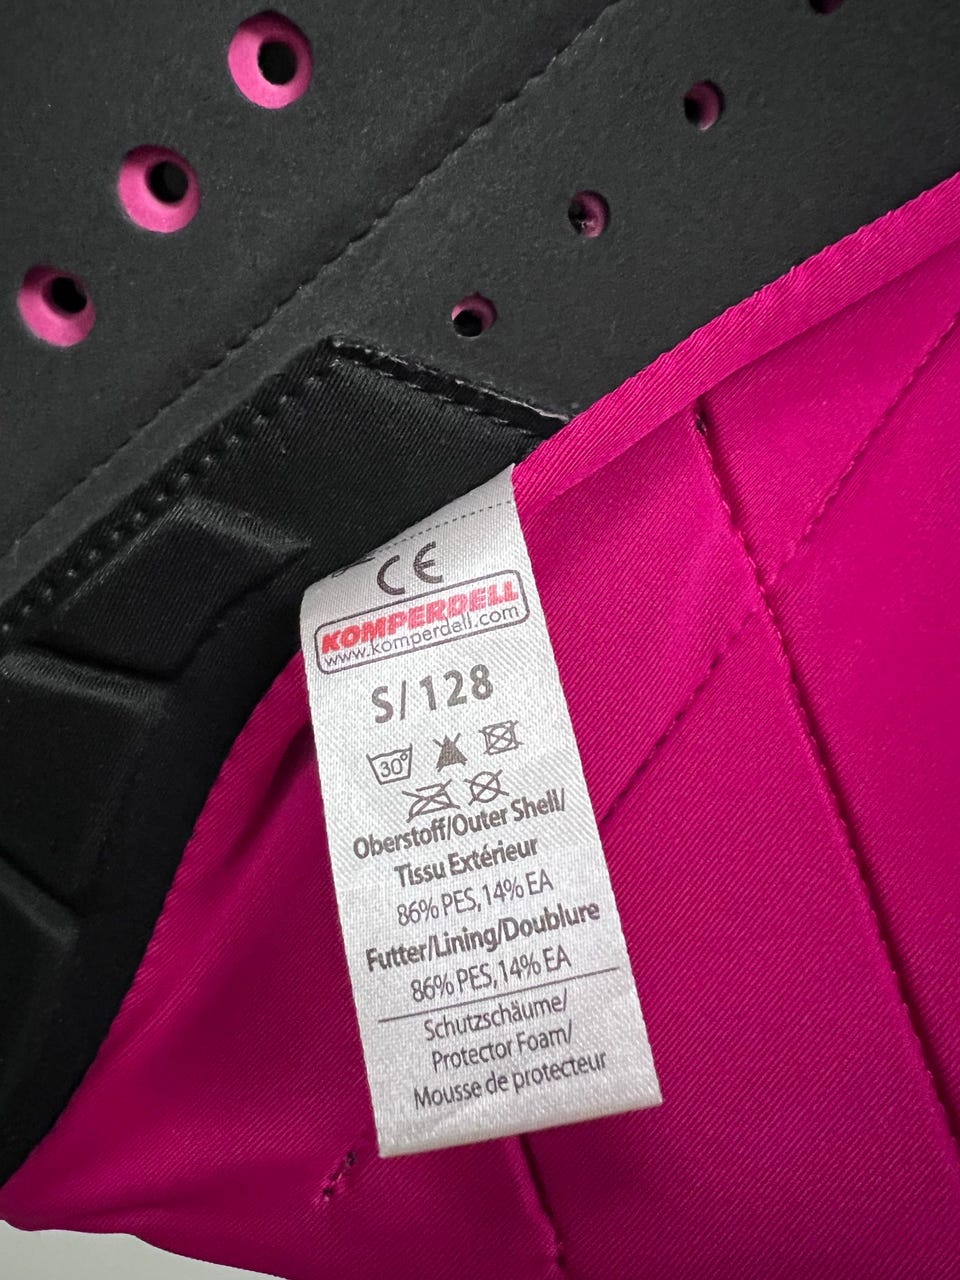 CE
KOMPERDELL
www.komperdell.com
S/128
30°
Oberstoff/Outer Shell/
Tissu Extérieur
86% PES, 14% EA
Futter/Lining/Doublure
86% PES, 14% EA
Schutzschäume/
Protector Foam/
Mousse de protecteur